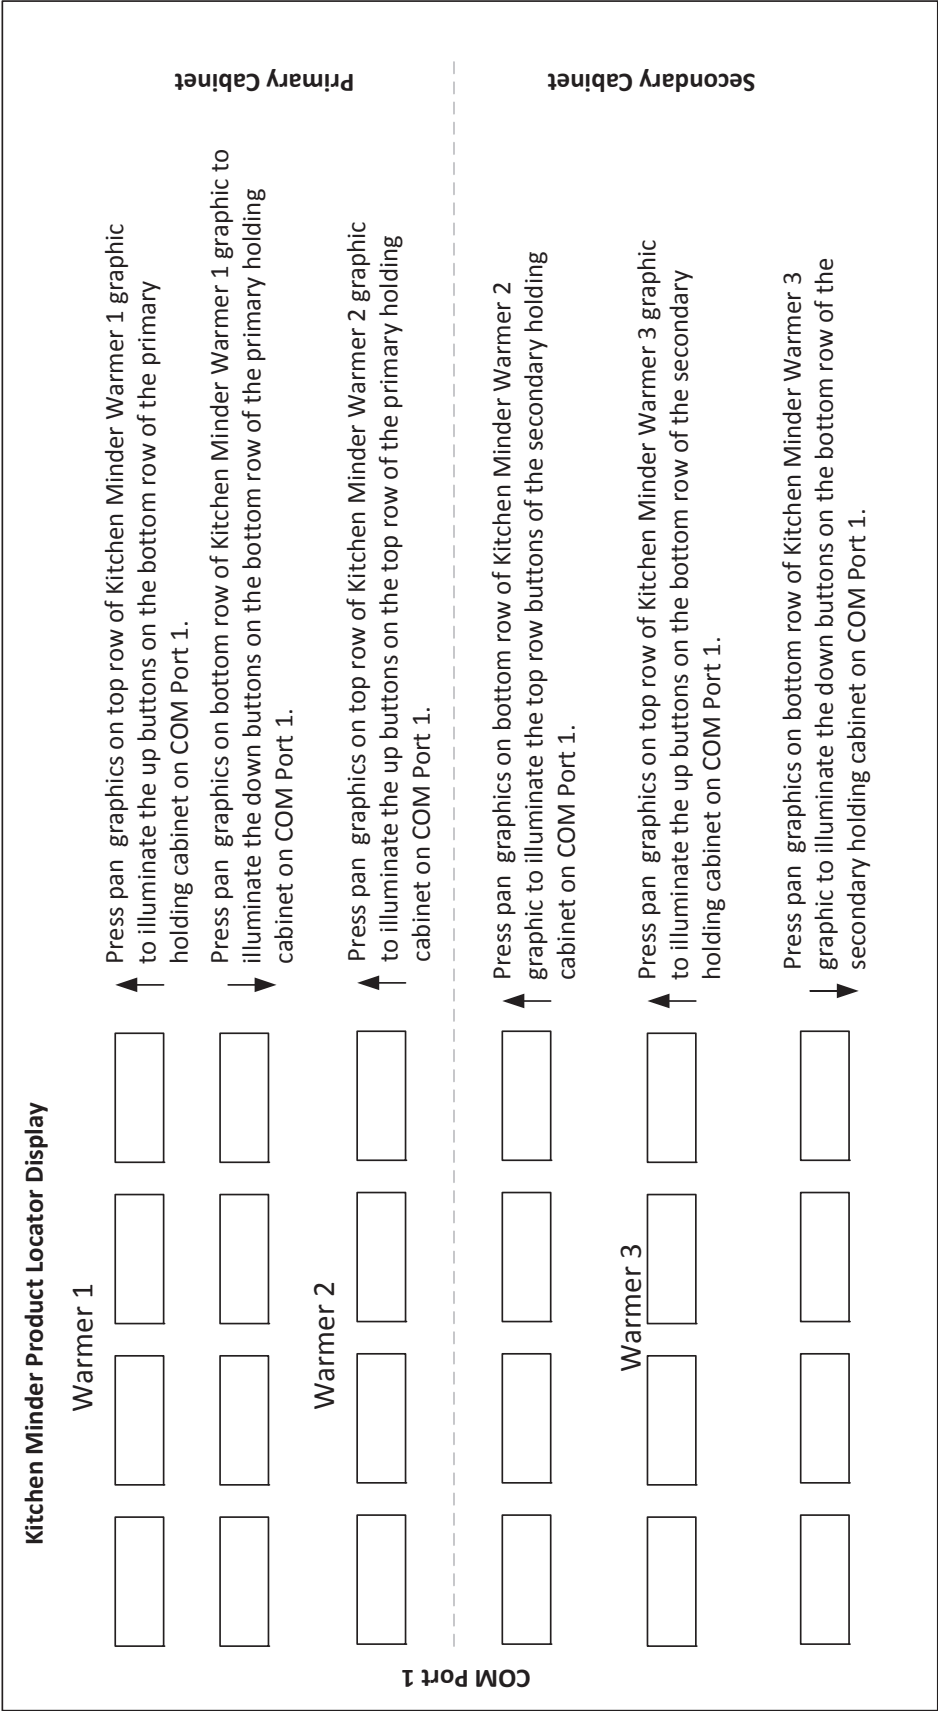 Kitchen Minder Product Locator Display
Warmer 1
Press pan graphics on top row of Kitchen Minder Warmer 1 graphic
to illuminate the up buttons on the bottom row of the primary
holding cabinet on COM Port 1.
Press pan graphics on bottom row of Kitchen Minder Warmer 1 graphic to
illuminate the down buttons on the bottom row of the primary holding
cabinet on COM Port 1.
Primary Cabinet
Warmer 2
Press pan graphics on top row of Kitchen Minder Warmer 2 graphic
to illuminate the up buttons on the top row of the primary holding
cabinet on COM Port 1.
COM Port 1
Press pan graphics on bottom row of Kitchen Minder Warmer 2
graphic to illuminate the top row buttons of the secondary holding
cabinet on COM Port 1.
Secondary Cabinet
Warmer 3
Press pan graphics on top row of Kitchen Minder Warmer 3 graphic
to illuminate the up buttons on the bottom row of the secondary
holding cabinet on COM Port 1.
Press pan graphics on bottom row of Kitchen Minder Warmer 3
graphic to illuminate the down buttons on the bottom row of the
secondary holding cabinet on COM Port 1.